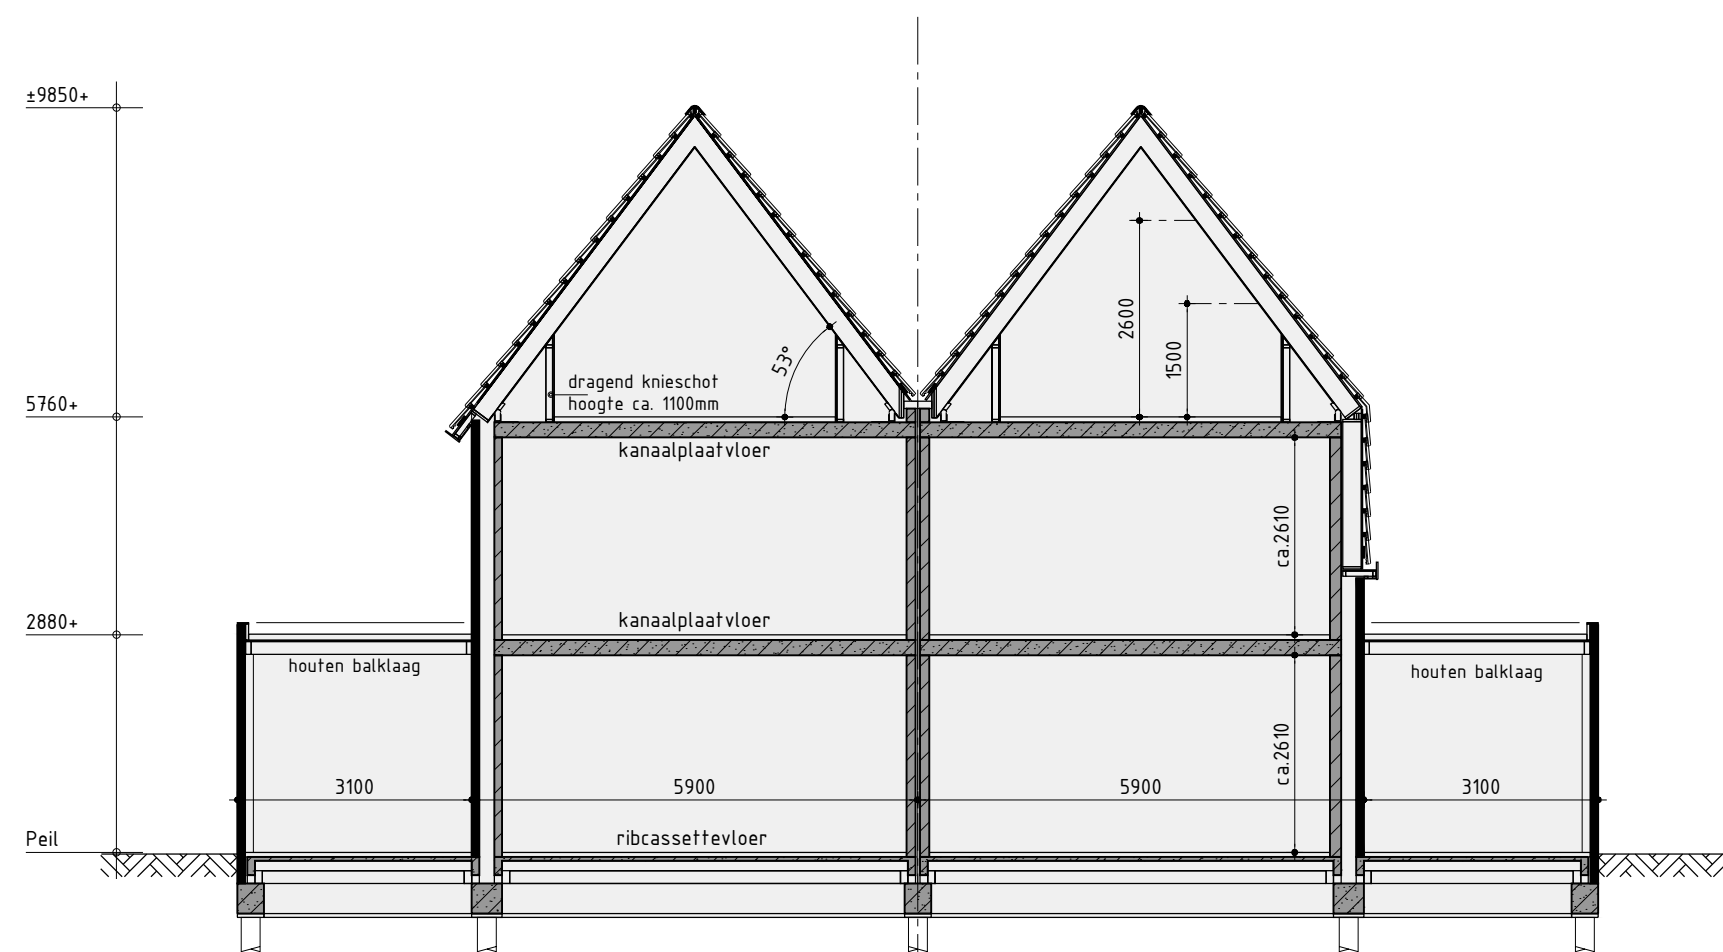 ±9850+
2600
1500
53°
dragend knieschot
hoogte ca. 1100mm
5760+
kanaalplaatvloer
ca.2610
2880+
kanaalplaatvloer
houten balklaag
houten balklaag
ca.2610
3100
5900
5900
3100
Peil
ribcassettevloer